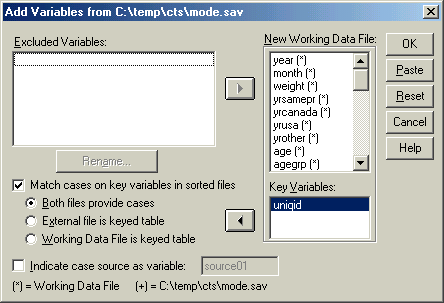 Add Variables from C:\temp\cts\mode.sav
Excluded Variables:
New Working Data File:
year (*)
month (*)
weight (*)
yrsamepr (*)
yrcanada (*)
yrusa (*)
yrother (*)
age (*)
agegrp (*)
OK
Paste
Reset
Cancel
Help
Rename...
Match cases on key variables in sorted files
Both files provide cases
External file is keyed table
Working Data File is keyed table
Key Variables:
uniqid
Indicate case source as variable:
source01
(*) = Working Data File
(+) = C:\temp\cts\mode.sav